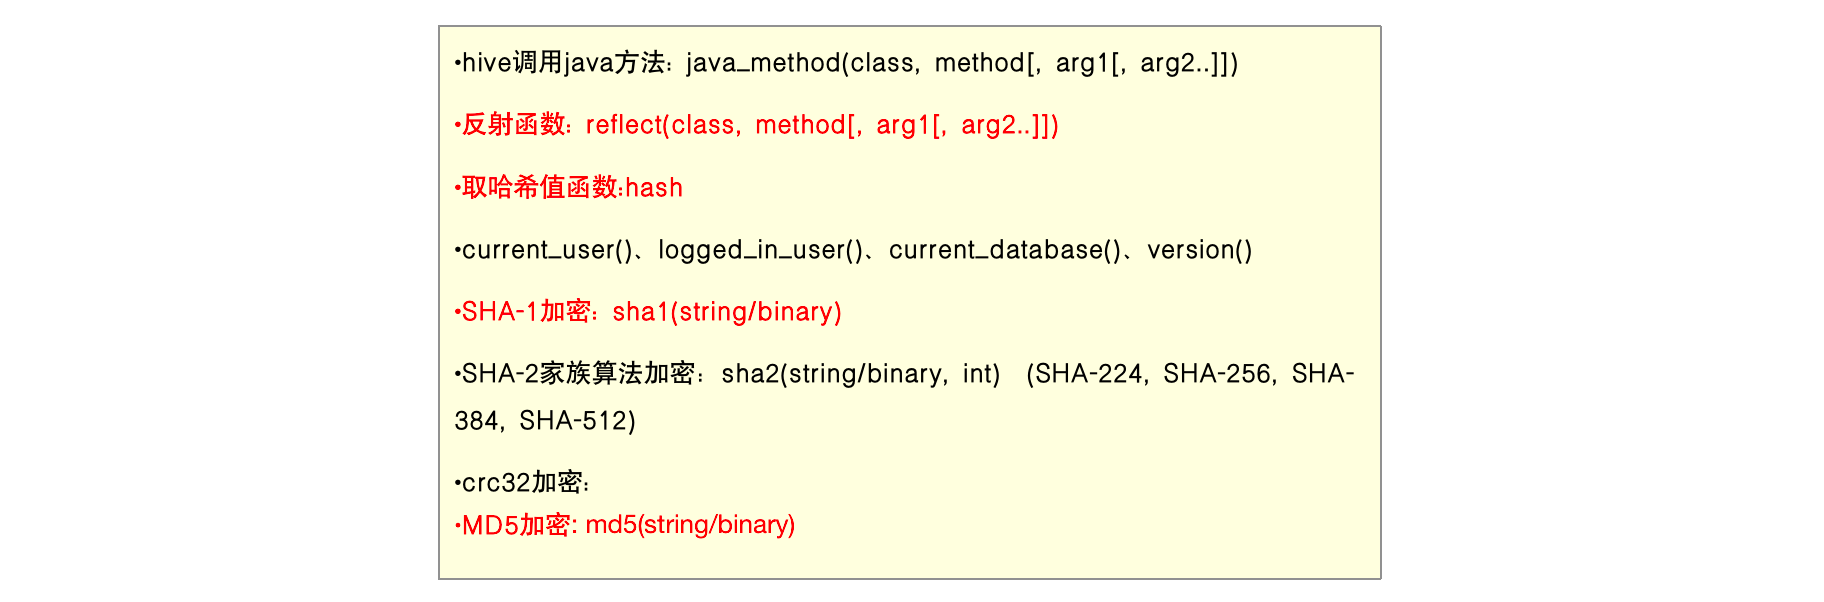 •hive调用java方法: java_method(class, method[, arg1[, arg2..]])
•反射函数: reflect(class, method[, arg1[, arg2..]])
•取哈希值函数:hash
•current_user()、logged_in_user()、current_database()、version()
•SHA-1加密: sha1(string/binary)
•SHA-2家族算法加密: sha2(string/binary, int) (SHA-224, SHA-256, SHA-
384, SHA-512)
•crc32加密:
•MD5加密: md5(string/binary)